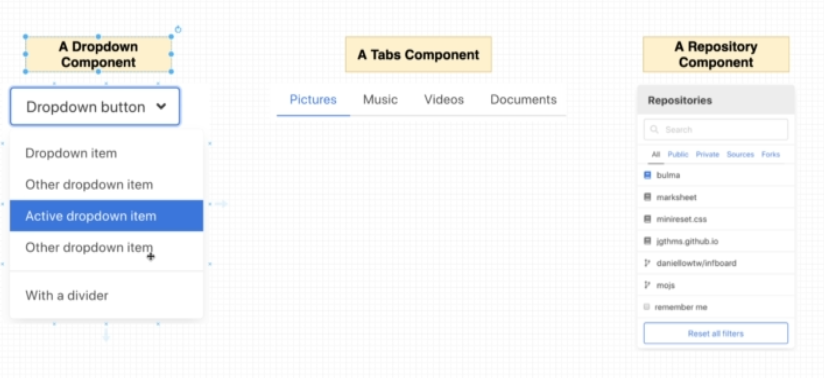 A Dropdown
Component
Dropdown button
Dropdown item
Other dropdown item
Active dropdown item
Other dropdown item
With a divider
A Tabs Component
Pictures Music Videos Documents
A Repository
Component
Repositories
Search
All Public Private Sources Forks
bulma
marksheet
minireset.css
jgthms.github.io
daniellowtw/infboard
mojs
remember me
Reset all filters